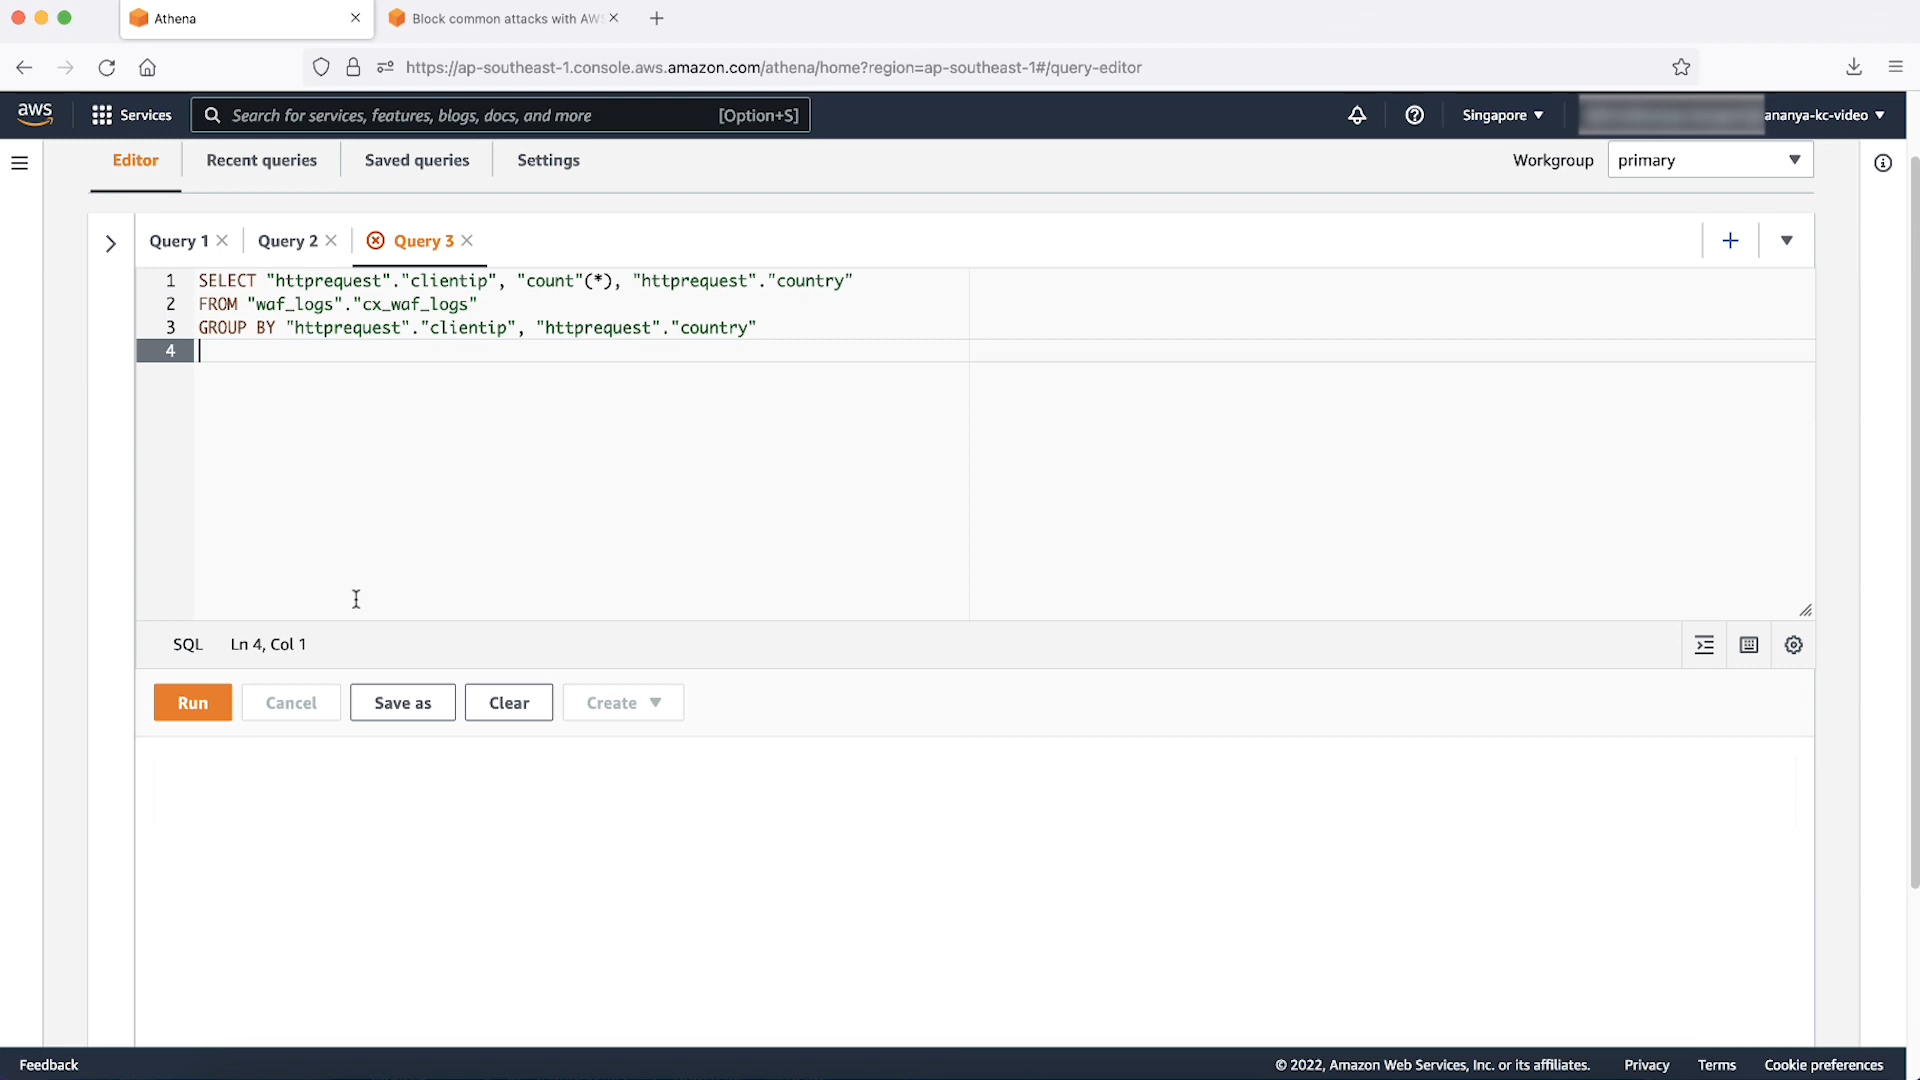 Athena
Block common attacks with AWS
https://ap-southeast-1.console.aws.amazon.com/athena/home?region=ap-southeast-1#/query-editor
aws
Services
Search for services, features, blogs, docs, and more
[Option+S]
Singapore
ananya-kc-video
Editor
Recent queries
Saved queries
Settings
Workgroup
primary
Query 1
Query 2
Query 3
1 SELECT "httprequest"."clientip", "count"(*), "httprequest"."country"
2 FROM "waf_logs"."cx_waf_logs"
3 GROUP BY "httprequest"."clientip", "httprequest"."country"
4
SQL
Ln 4, Col 1
Run
Cancel
Save as
Clear
Create
Feedback
© 2022, Amazon Web Services, Inc. or its affiliates.
Privacy
Terms
Cookie preferences